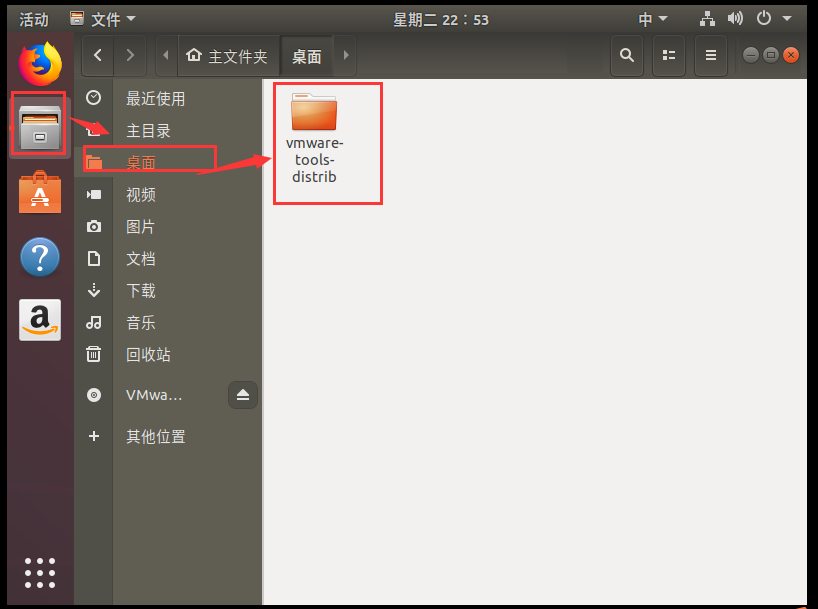 活动
文件
星期二 22：53
中
主文件夹
桌面
最近使用
主目录
桌面
视频
图片
文档
下载
音乐
回收站
VMwa…
其他位置
vmware-
tools-
distrib